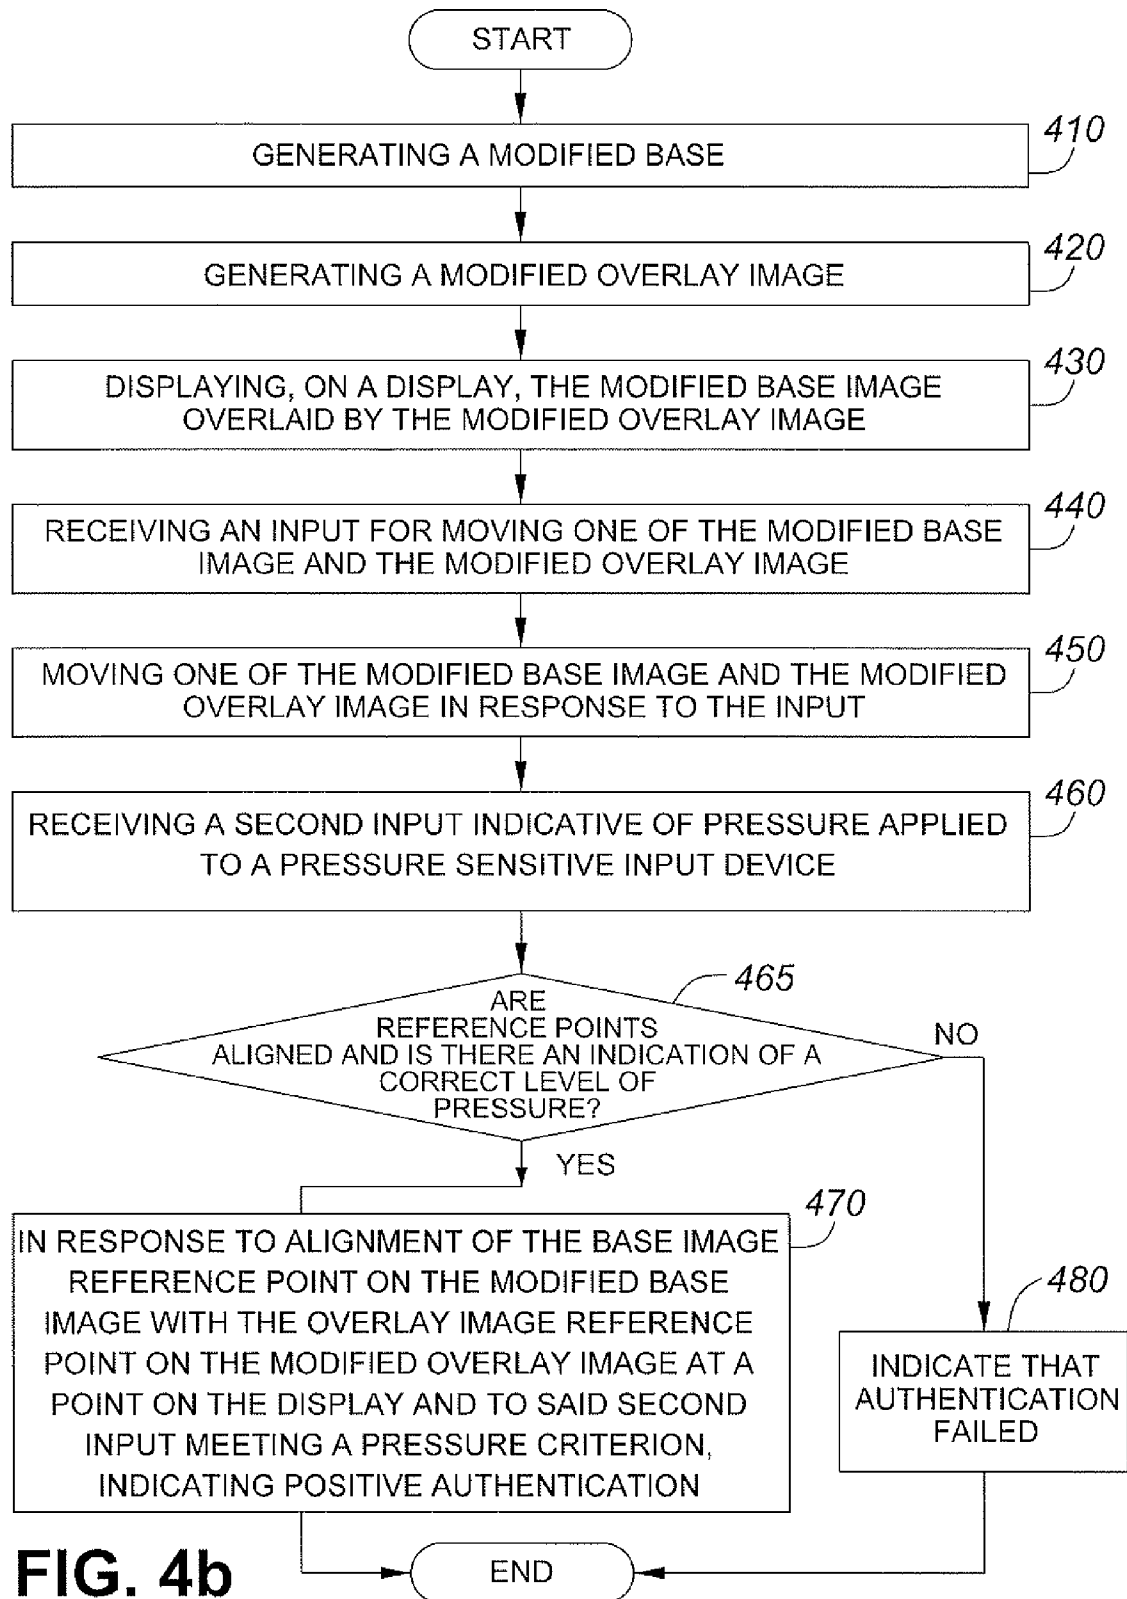 START
410
GENERATING A MODIFIED BASE
420
GENERATING A MODIFIED OVERLAY IMAGE
430
DISPLAYING, ON A DISPLAY, THE MODIFIED BASE IMAGE
OVERLAID BY THE MODIFIED OVERLAY IMAGE
440
RECEIVING AN INPUT FOR MOVING ONE OF THE MODIFIED BASE
IMAGE AND THE MODIFIED OVERLAY IMAGE
450
MOVING ONE OF THE MODIFIED BASE IMAGE AND THE MODIFIED
OVERLAY IMAGE IN RESPONSE TO THE INPUT
460
RECEIVING A SECOND INPUT INDICATIVE OF PRESSURE APPLIED
TO A PRESSURE SENSITIVE INPUT DEVICE
465
ARE
REFERENCE POINTS
ALIGNED AND IS THERE AN INDICATION OF A
CORRECT LEVEL OF
PRESSURE?
NO
YES
470
IN RESPONSE TO ALIGNMENT OF THE BASE IMAGE
REFERENCE POINT ON THE MODIFIED BASE
IMAGE WITH THE OVERLAY IMAGE REFERENCE
POINT ON THE MODIFIED OVERLAY IMAGE AT A
POINT ON THE DISPLAY AND TO SAID SECOND
INPUT MEETING A PRESSURE CRITERION,
INDICATING POSITIVE AUTHENTICATION
480
INDICATE THAT
AUTHENTICATION
FAILED
END
FIG. 4b